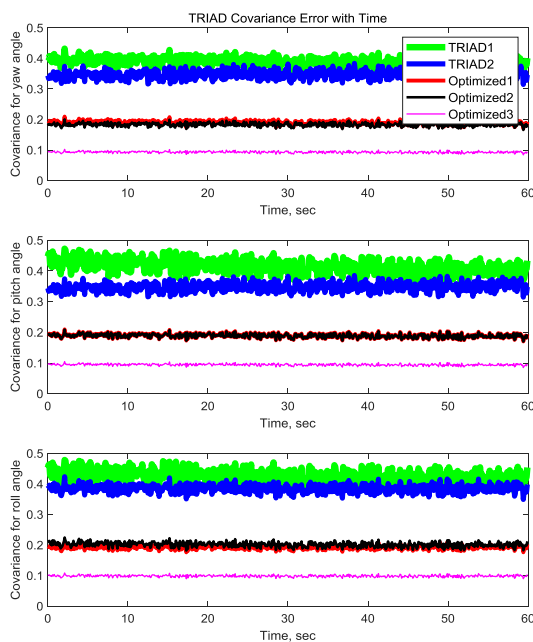 TRIAD Covariance Error with Time
Covariance for yaw angle
0.5
0.4
0.3
0.2
0.1
0
TRIAD1
TRIAD2
Optimized1
Optimized2
Optimized3
0 10 20 30 40 50 60
Time, sec
Covariance for pitch angle
0.5
0.4
0.3
0.2
0.1
0
0 10 20 30 40 50 60
Time, sec
Covariance for roll angle
0.5
0.4
0.3
0.2
0.1
0
0 10 20 30 40 50 60
Time, sec